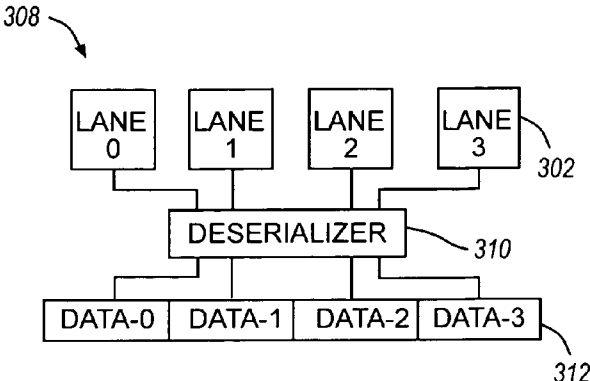 308
LANE 0
LANE 1
LANE 2
LANE 3
302
DESERIALIZER
310
DATA-0 DATA-1 DATA-2 DATA-3
312